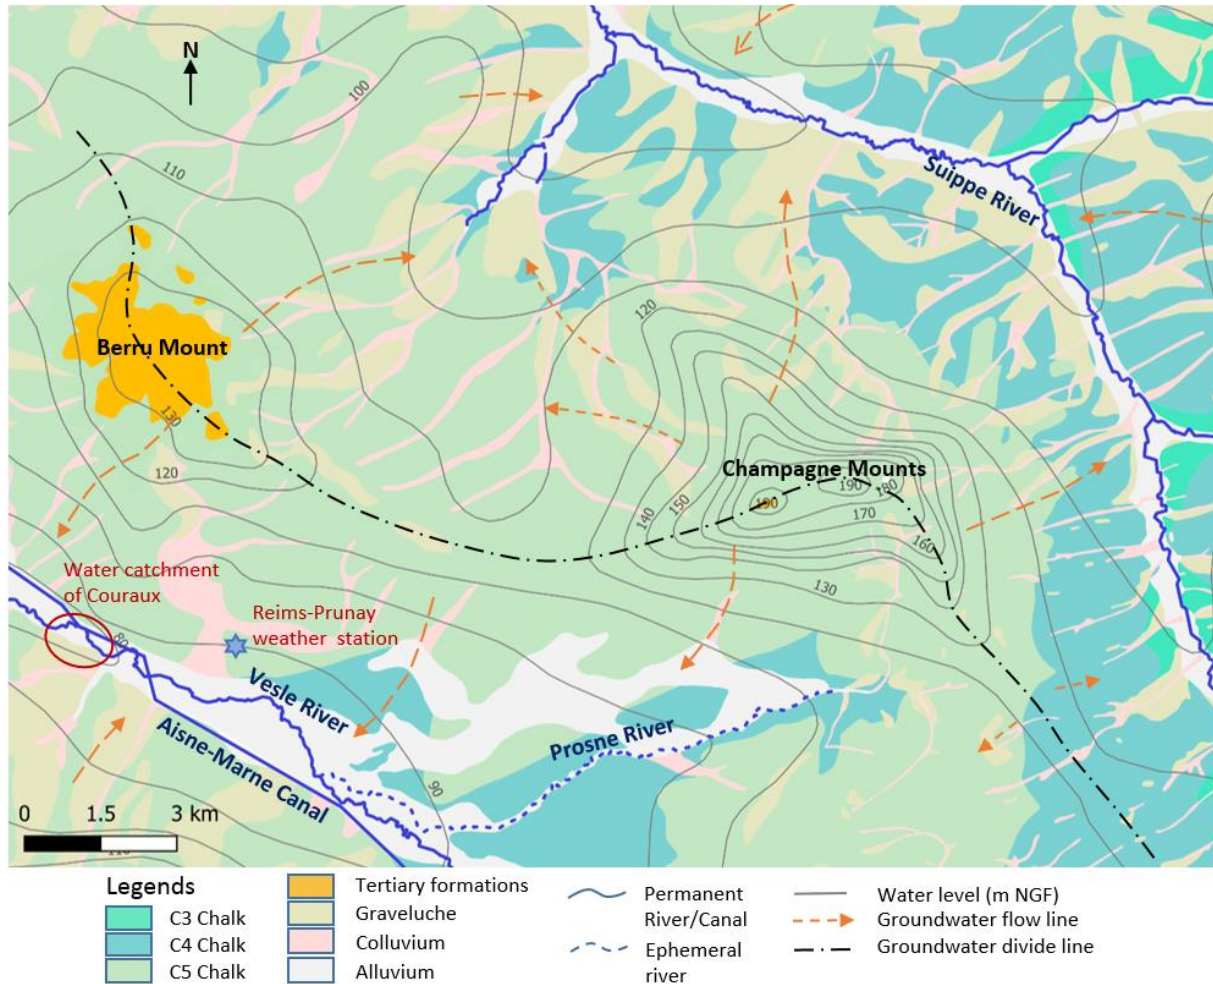 N
100
110
Suippe River
120
Berru Mount
130
120
Champagne Mounts
190
180
190
150
140
170
160
130
Water catchment
of Couraux
Reims-Prunay
weather station
80
Vesle River
Prosne River
Aisne-Marne Canal
90
0 1.5 3 km
110
Legends
C3 Chalk
C4 Chalk
C5 Chalk
Tertiary formations
Graveluche
Colluvium
Alluvium
Permanent
River/Canal
Ephemeral
river
Water level (m NGF)
Groundwater flow line
Groundwater divide line